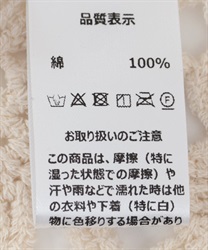 品質表示
綿 100%
お取り扱いのご注意
この商品は、摩擦（特に
湿った状態での摩擦）や
汗や雨などで濡れた時は他
の衣料や下着（特に白）
物に色移りする場合があり